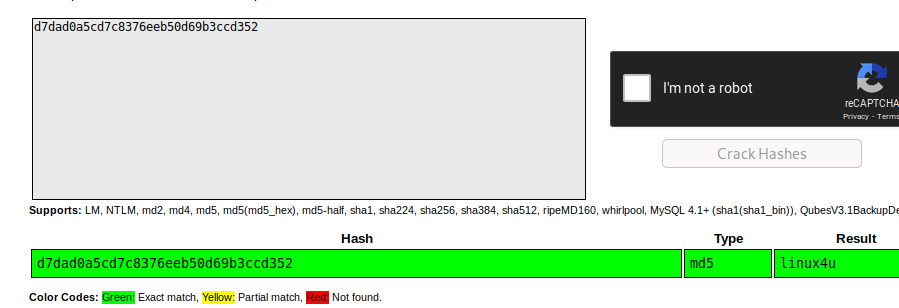 d7dad0a5cd7c8376eeb50d69b3ccd352
I'm not a robot
reCAPTCHA
Privacy - Terms
Crack Hashes
Supports: LM, NTLM, md2, md4, md5, md5(md5_hex), md5-half, sha1, sha224, sha256, sha384, sha512, ripeMD160, whirlpool, MySQL 4.1+ (sha1(sha1_bin)), QubesV3.1BackupDe
Hash Type Result
d7dad0a5cd7c8376eeb50d69b3ccd352 md5 linux4u
Color Codes: Green: Exact match, Yellow: Partial match, Red: Not found.